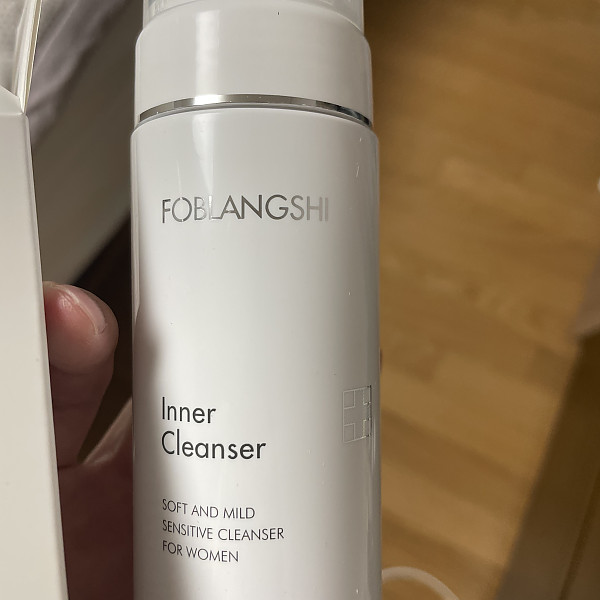 FOBLANGSHI
Inner
Cleanser
SOFT AND MILD
SENSITIVE CLEANSER
FOR WOMEN